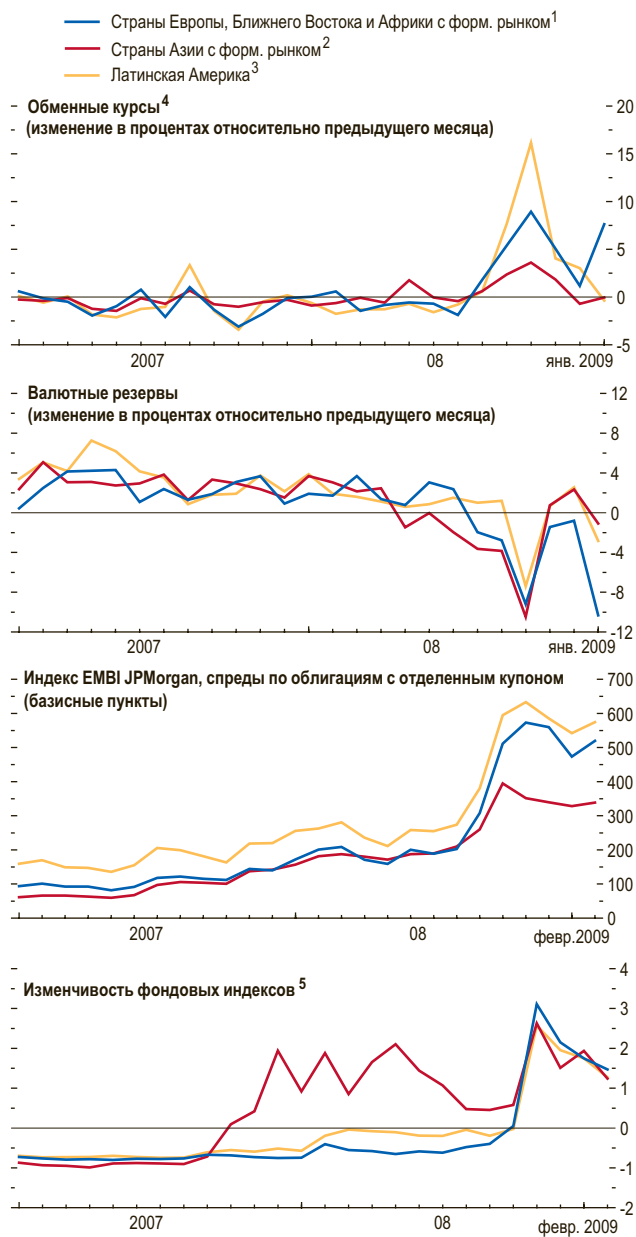 Страны Европы, Ближнего Востока и Африки с форм. рынком1
Страны Азии с форм. рынком2
Латинская Америка3
Обменные курсы4
(изменение в процентах относительно предыдущего месяца)
20
15
10
5
0
-5
2007
08
янв. 2009
Валютные резервы
(изменение в процентах относительно предыдущего месяца)
12
8
4
0
-4
-8
-12
2007
08
янв. 2009
Индекс EMBI JPMorgan, спреды по облигациям с отделенным купоном
(базисные пункты)
700
600
500
400
300
200
100
0
2007
08
февр.2009
Изменчивость фондовых индексов 5
4
3
2
1
0
-1
-2
2007
08
февр. 2009